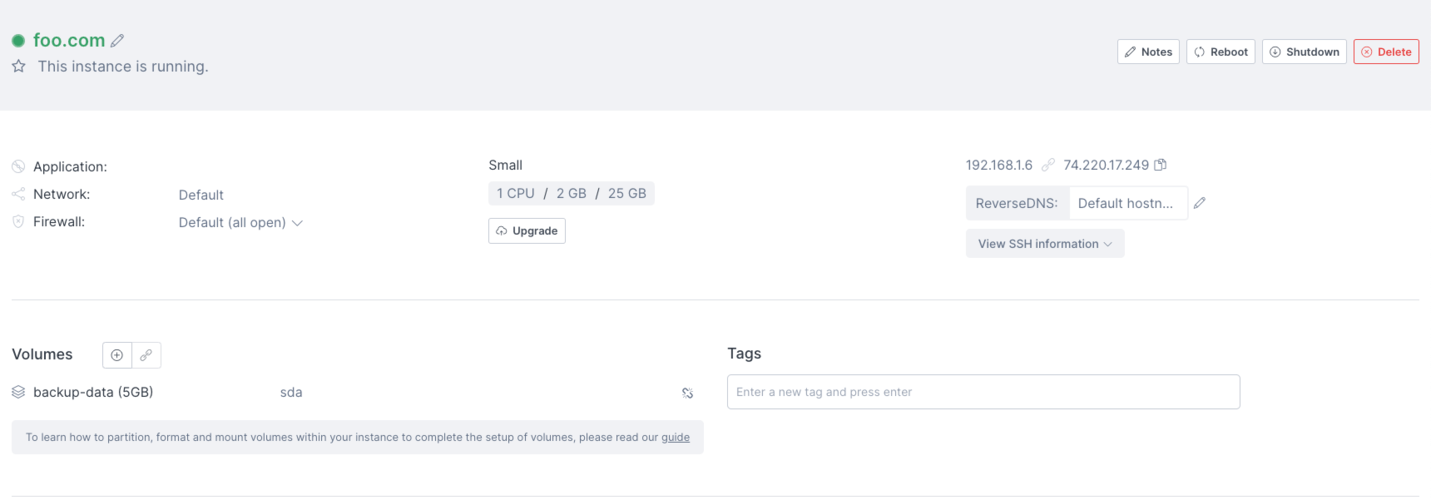 foo.com
This instance is running.
Notes
Reboot
Shutdown
Delete
Application:
Network: Default
Firewall: Default (all open)
Small
1 CPU / 2 GB / 25 GB
Upgrade
192.168.1.6 74.220.17.249
ReverseDNS: Default hostn...
View SSH information
Volumes
backup-data (5GB) sda
To learn how to partition, format and mount volumes within your instance to complete the setup of volumes, please read our guide
Tags
Enter a new tag and press enter